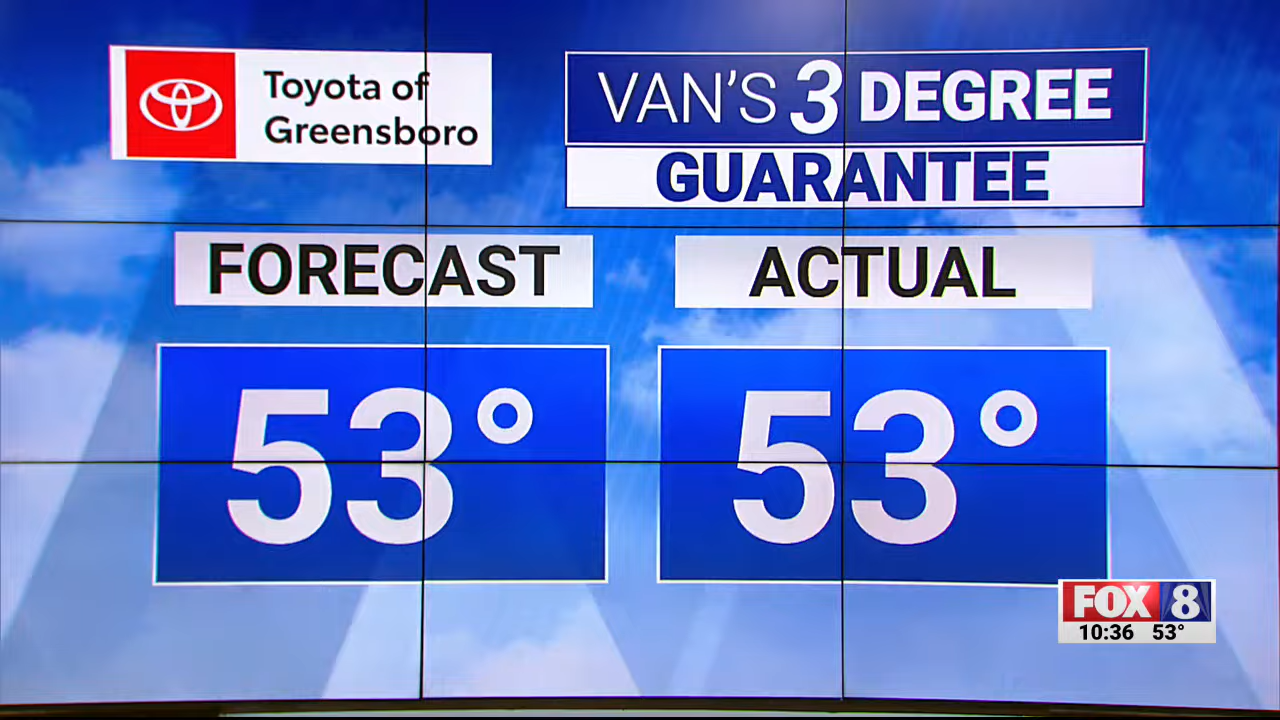 Toyota of
Greensboro
VAN'S 3 DEGREE
GUARANTEE
FORECAST
ACTUAL
53°
53°
FOX 8
10:36 53°